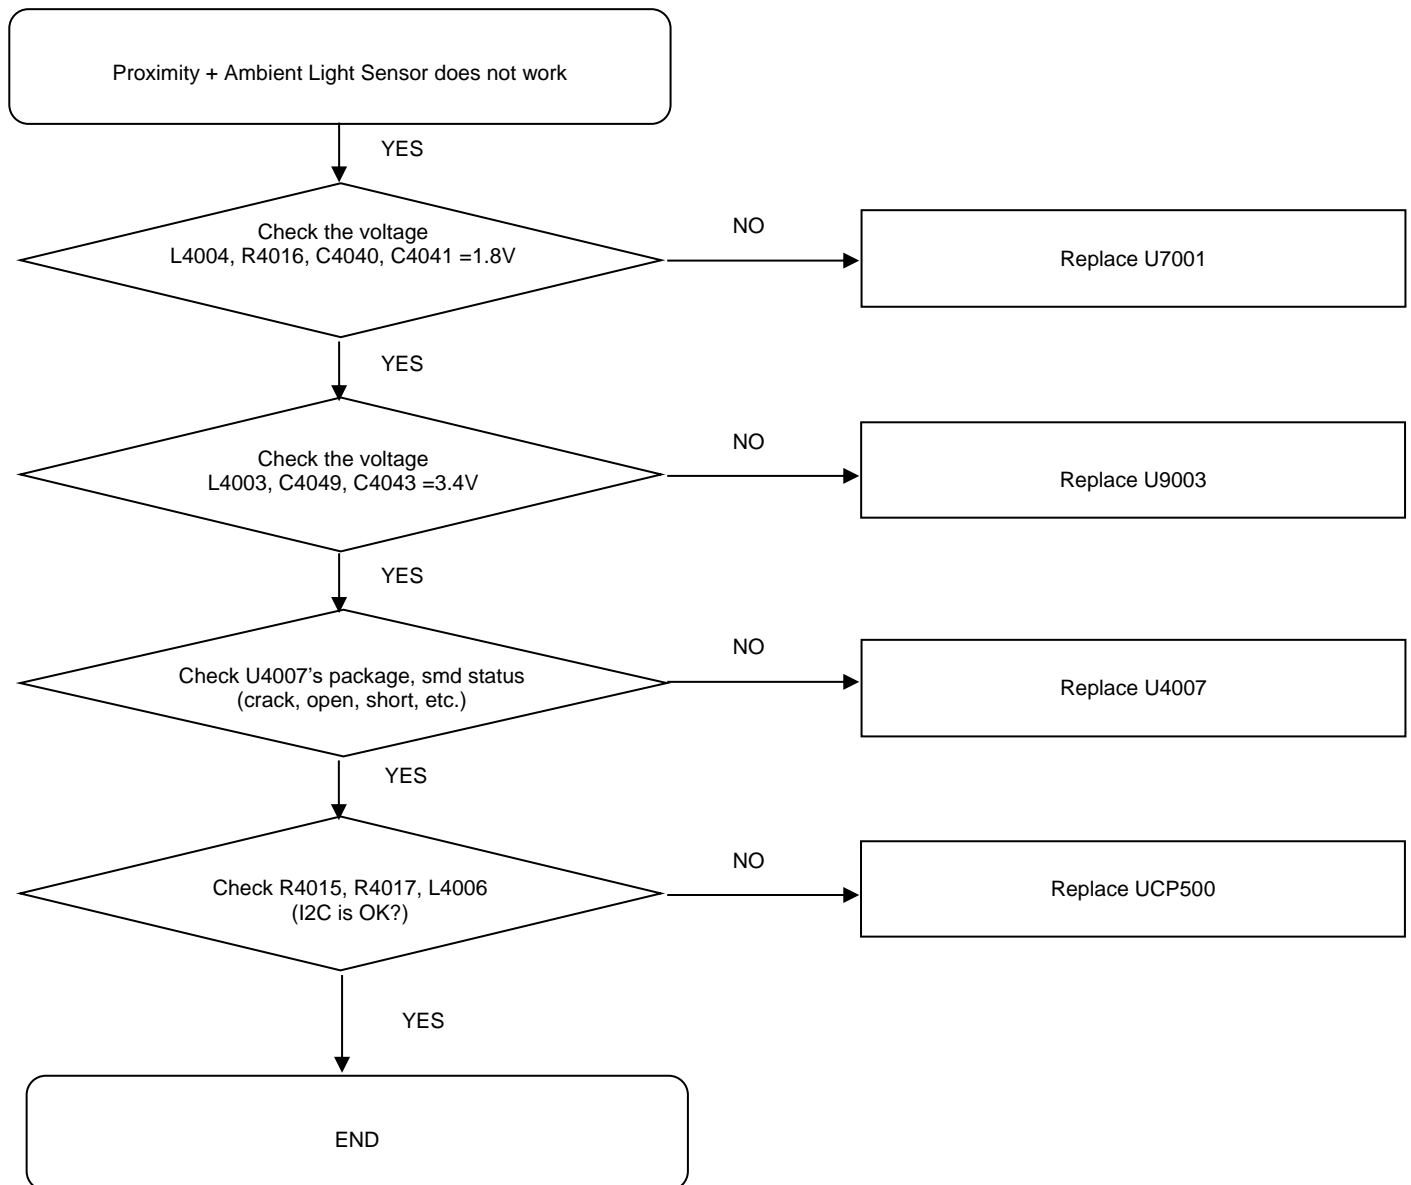 Proximity + Ambient Light Sensor does not work
YES
Check the voltage
L4004, R4016, C4040, C4041 =1.8V
NO
Replace U7001
YES
Check the voltage
L4003, C4049, C4043 =3.4V
NO
Replace U9003
YES
Check U4007’s package, smd status
(crack, open, short, etc.)
NO
Replace U4007
YES
Check R4015, R4017, L4006
(I2C is OK?)
NO
Replace UCP500
YES
END